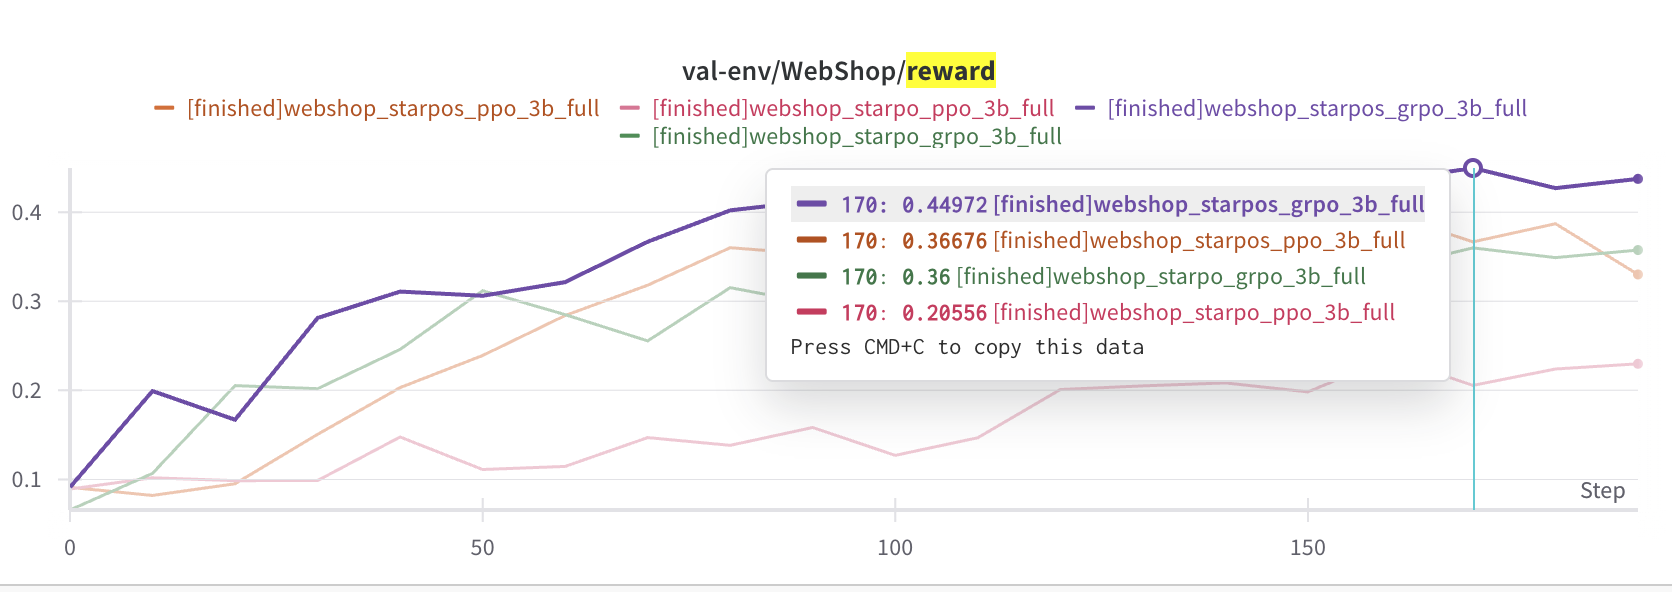 val-env/WebShop/reward
[finished]webshop_starpos_ppo_3b_full [finished]webshop_starpo_ppo_3b_full [finished]webshop_starpos_grpo_3b_full
[finished]webshop_starpo_grpo_3b_full
170: 0.44972 [finished]webshop_starpos_grpo_3b_full
170: 0.36676 [finished]webshop_starpos_ppo_3b_full
170: 0.36 [finished]webshop_starpo_grpo_3b_full
170: 0.20556 [finished]webshop_starpo_ppo_3b_full
Press CMD+C to copy this data
0.4
0.3
0.2
0.1
Step
0 50 100 150